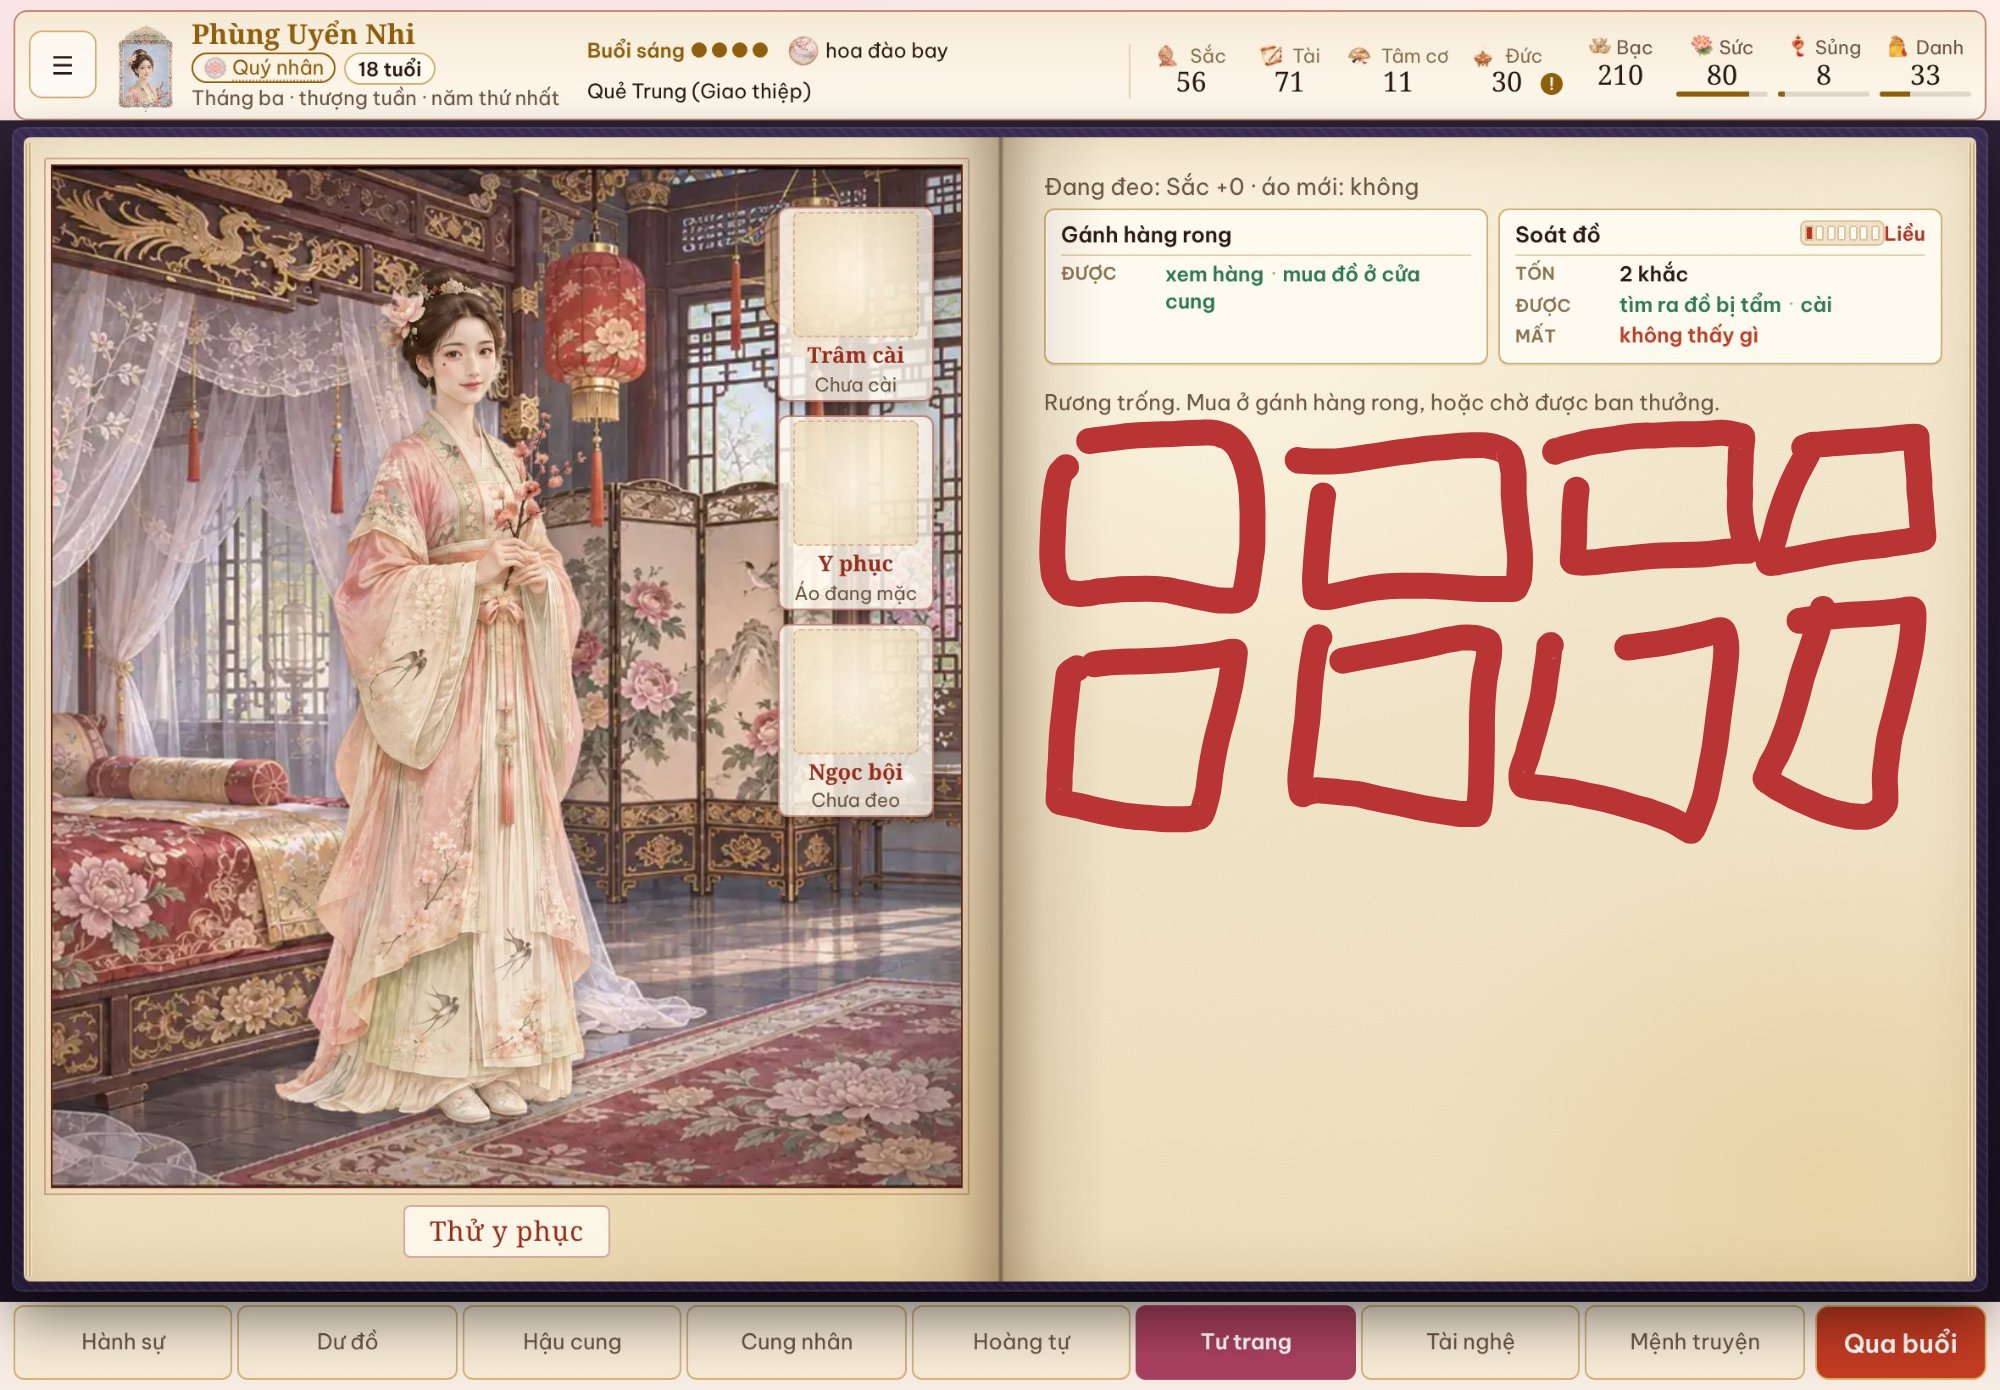 ☰
Phùng Uyển Nhi
Quý nhân
18 tuổi
Tháng ba · thượng tuần · năm thứ nhất
Buổi sáng
hoa đào bay
Quẻ Trung (Giao thiệp)
Sắc
56
Tài
71
Tâm cơ
11
Đức
30
!
Bạc
210
Sức
80
Sủng
8
Danh
33
Trâm cài
Chưa cài
Y phục
Áo đang mặc
Ngọc bội
Chưa đeo
Thử y phục
Đang đeo: Sắc +0 · áo mới: không
Gánh hàng rong
ĐƯỢC xem hàng · mua đồ ở cửa
cung
Soát đồ Liều
TỐN 2 khắc
ĐƯỢC tìm ra đồ bị tẩm · cài
MẤT không thấy gì
Rương trống. Mua ở gánh hàng rong, hoặc chờ được ban thưởng.
Hành sự
Dư đồ
Hậu cung
Cung nhân
Hoàng tự
Tư trang
Tài nghệ
Mệnh truyện
Qua buổi